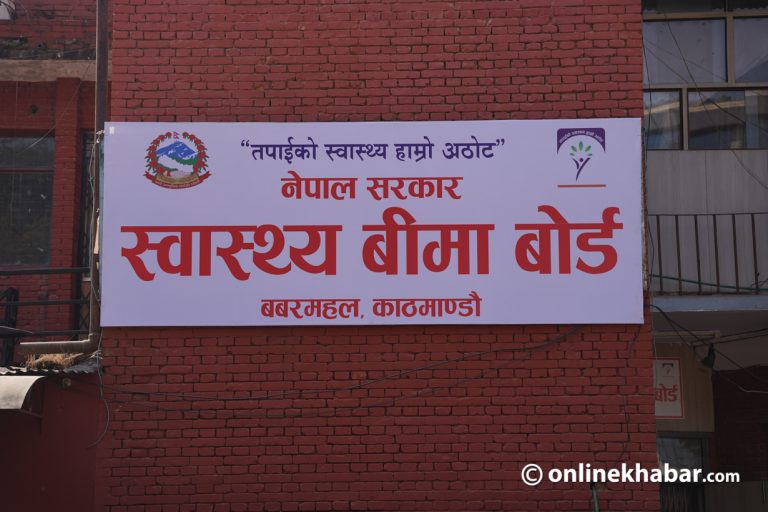 “तपाईको स्वास्थ्य हाम्रो अठोट”
नेपाल सरकार
स्वास्थ्य बीमा बोर्ड
बबरमहल, काठमाण्डौ
बोर्ड
© onlinekhabar.com